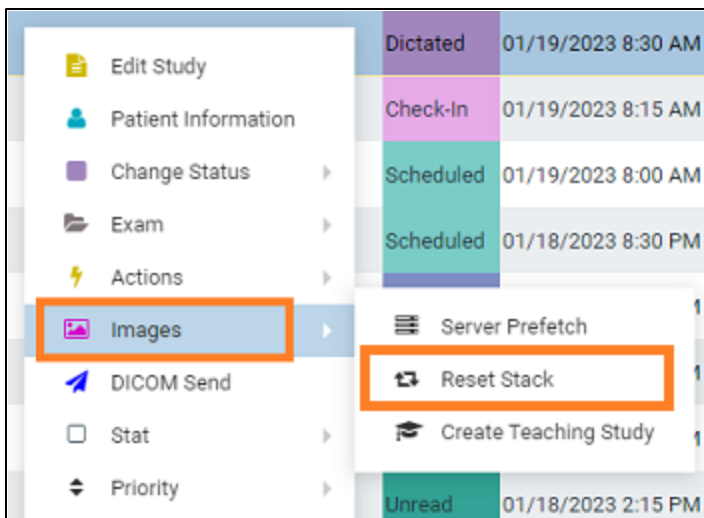 Edit Study
Patient Information
Change Status
Exam
Actions
Images
DICOM Send
Stat
Priority
Dictated 01/19/2023 8:30 AM
Check-In 01/19/2023 8:15 AM
Scheduled 01/19/2023 8:00 AM
Scheduled 01/18/2023 8:30 PM
Server Prefetch
Reset Stack
Create Teaching Study
Unread 01/18/2023 2:15 PM